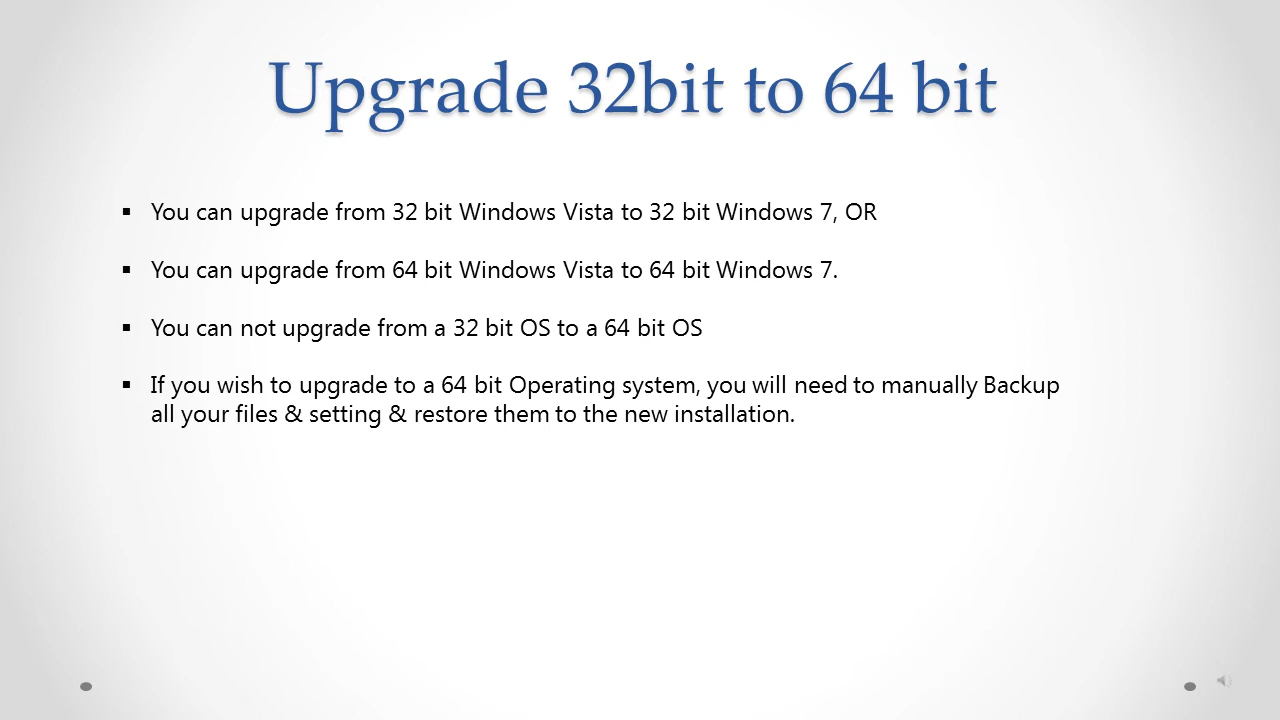 Upgrade 32bit to 64 bit
▪ You can upgrade from 32 bit Windows Vista to 32 bit Windows 7, OR
▪ You can upgrade from 64 bit Windows Vista to 64 bit Windows 7.
▪ You can not upgrade from a 32 bit OS to a 64 bit OS
▪ If you wish to upgrade to a 64 bit Operating system, you will need to manually Backup
all your files & setting & restore them to the new installation.